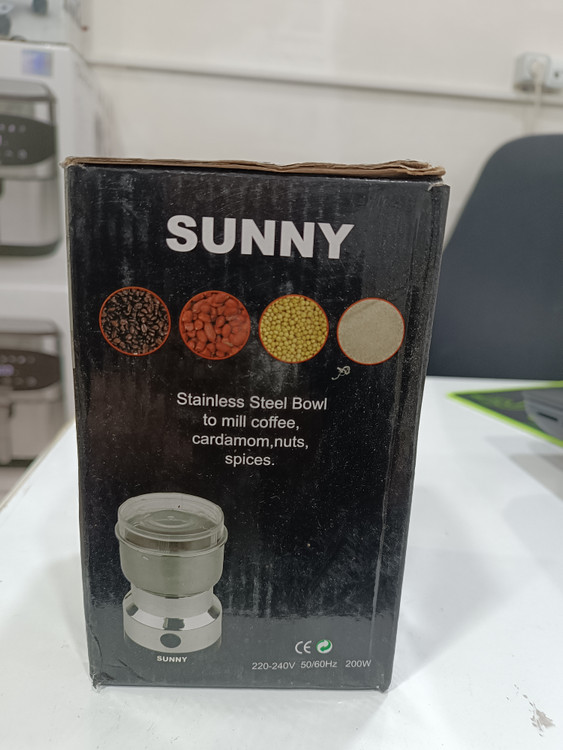 SUNNY
Stainless Steel Bowl
to mill coffee,
cardamom,nuts,
spices.
SUNNY
CE
220-240V 50/60Hz 200W